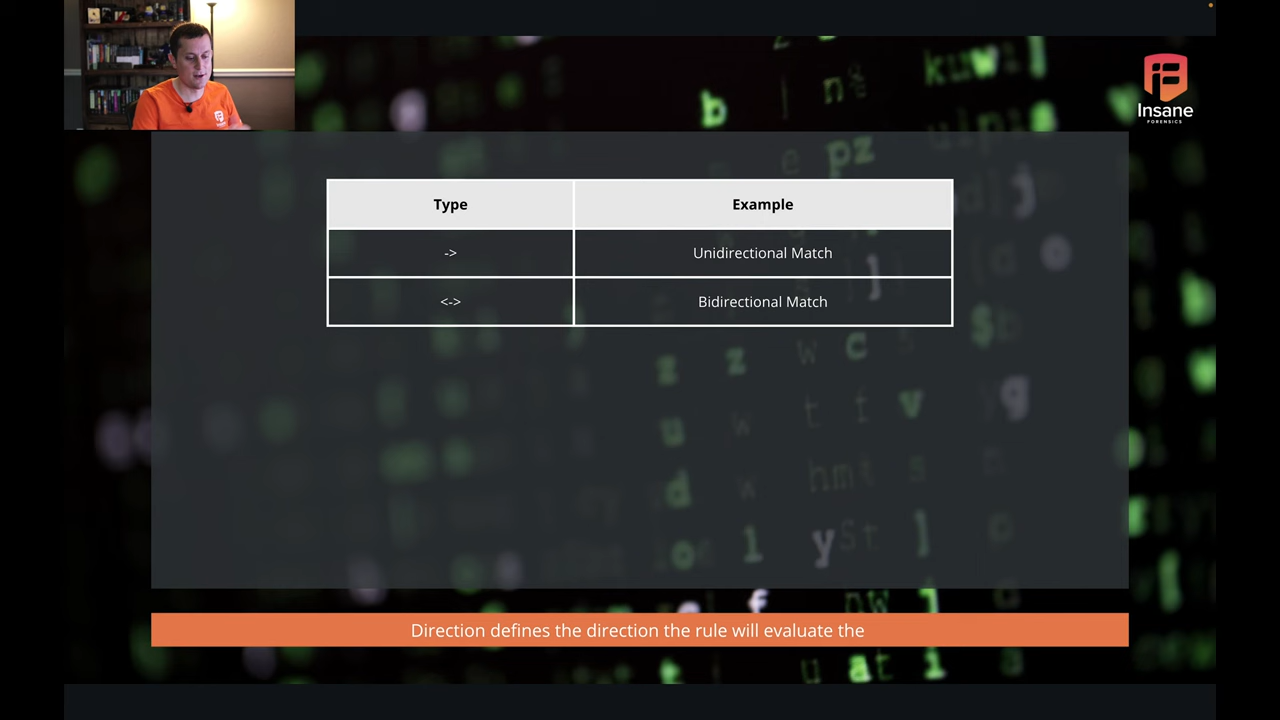 Insane
FORENSICS
Type Example
-> Unidirectional Match
<-> Bidirectional Match
Direction defines the direction the rule will evaluate the